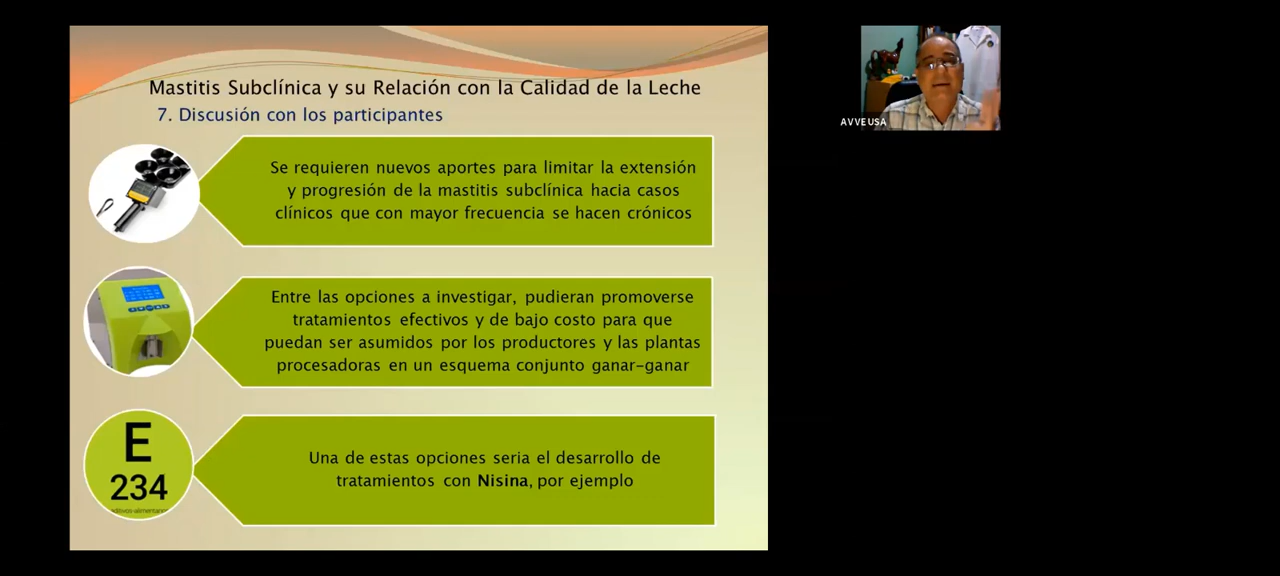 Mastitis Subclínica y su Relación con la Calidad de la Leche
7. Discusión con los participantes
Se requieren nuevos aportes para limitar la extensión
y progresión de la mastitis subclínica hacia casos
clínicos que con mayor frecuencia se hacen crónicos
Entre las opciones a investigar, pudieran promoverse
tratamientos efectivos y de bajo costo para que
puedan ser asumidos por los productores y las plantas
procesadoras en un esquema conjunto ganar-ganar
E
234
Una de estas opciones seria el desarrollo de
tratamientos con Nisina, por ejemplo
AVVEUSA